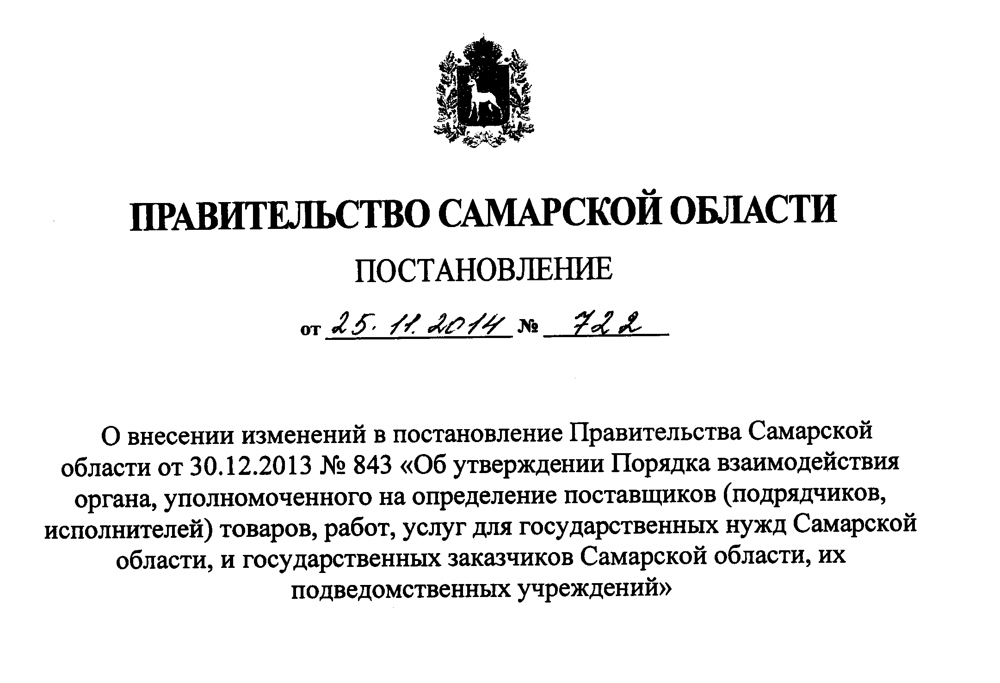 ПРАВИТЕЛЬСТВО САМАРСКОЙ ОБЛАСТИ
ПОСТАНОВЛЕНИЕ
от 25.11.2014 № 722
О внесении изменений в постановление Правительства Самарской
области от 30.12.2013 № 843 «Об утверждении Порядка взаимодействия
органа, уполномоченного на определение поставщиков (подрядчиков,
исполнителей) товаров, работ, услуг для государственных нужд Самарской
области, и государственных заказчиков Самарской области, их
подведомственных учреждений»